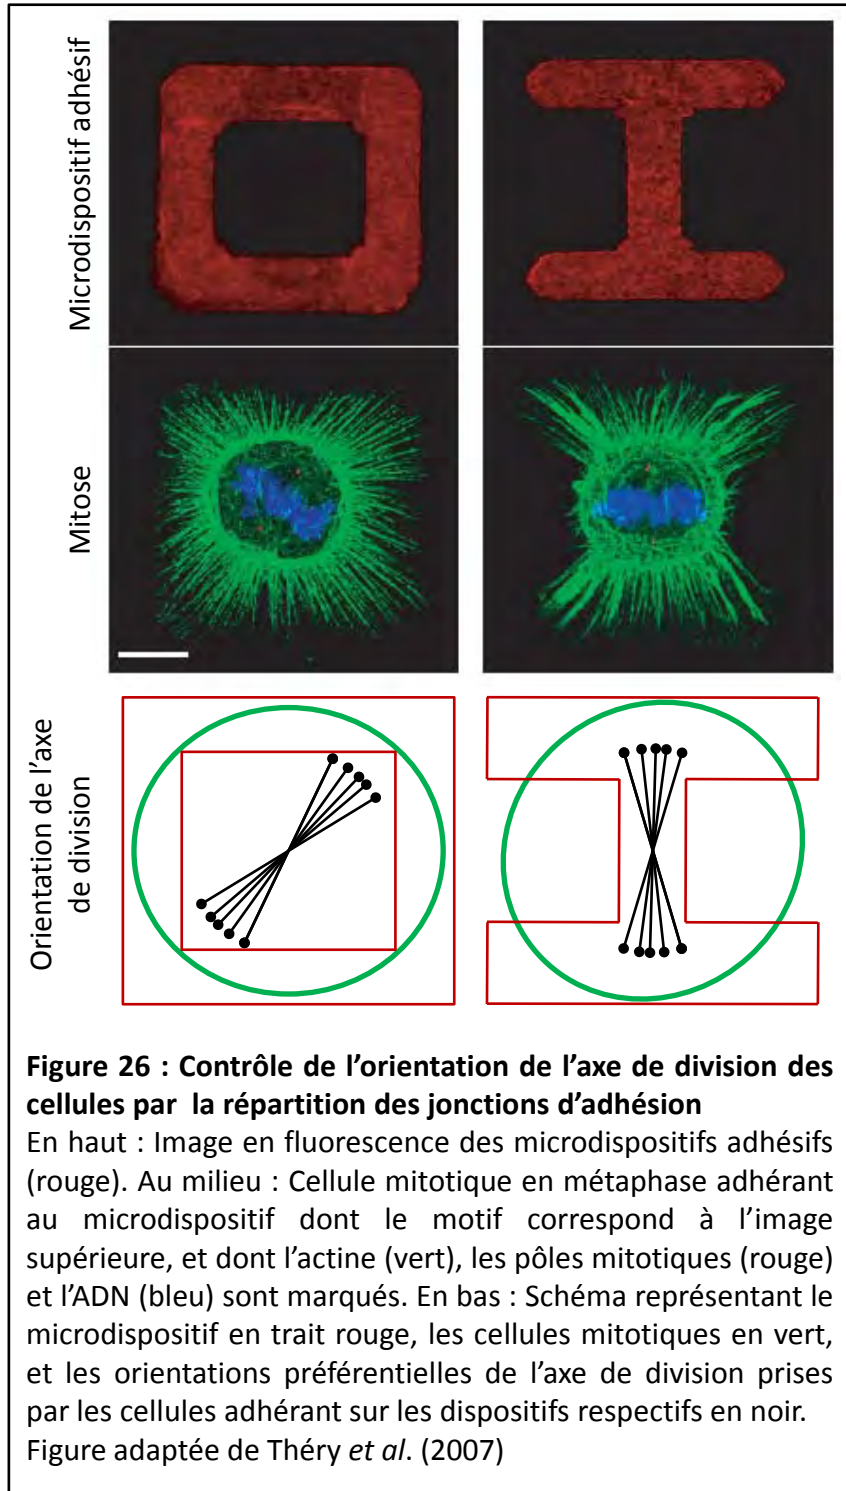 Microdispositif adhésif
Mitose
Orientation de l'axe
de division
Figure 26 : Contrôle de l'orientation de l'axe de division des
cellules par la répartition des jonctions d'adhésion
En haut : Image en fluorescence des microdispositifs adhésifs
(rouge). Au milieu : Cellule mitotique en métaphase adhérant
au microdispositif dont le motif correspond à l'image
supérieure, et dont l'actine (vert), les pôles mitotiques (rouge)
et l'ADN (bleu) sont marqués. En bas : Schéma représentant le
microdispositif en trait rouge, les cellules mitotiques en vert,
et les orientations préférentielles de l'axe de division prises
par les cellules adhérant sur les dispositifs respectifs en noir.
Figure adaptée de Théry et al. (2007)